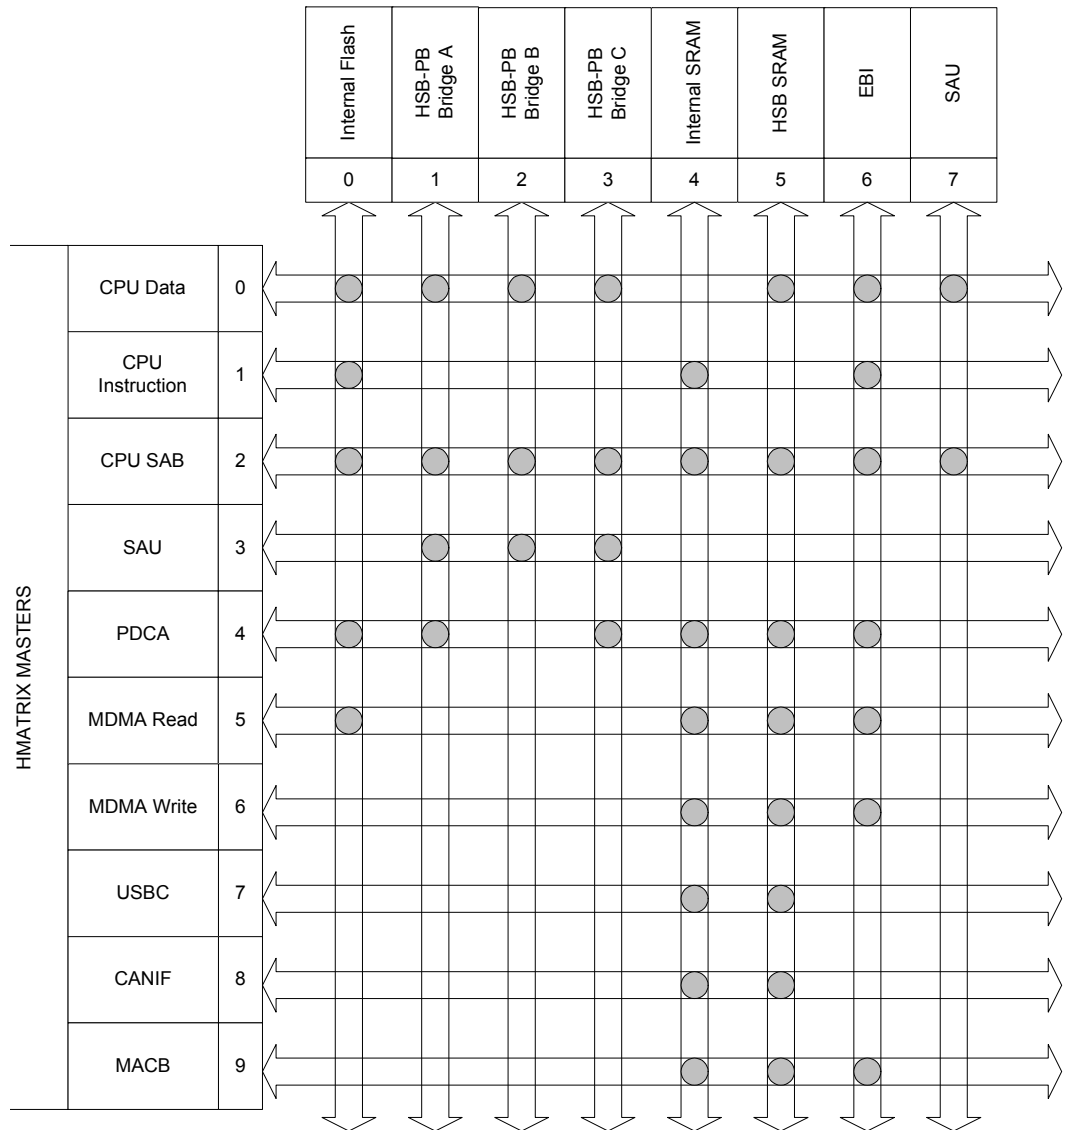 Internal Flash
HSB-PB
Bridge A
HSB-PB
Bridge B
HSB-PB
Bridge C
Internal SRAM
HSB SRAM
EBI
SAU
0 1 2 3 4 5 6 7
HMATRIX MASTERS
CPU Data 0
CPU
Instruction 1
CPU SAB 2
SAU 3
PDCA 4
MDMA Read 5
MDMA Write 6
USBC 7
CANIF 8
MACB 9